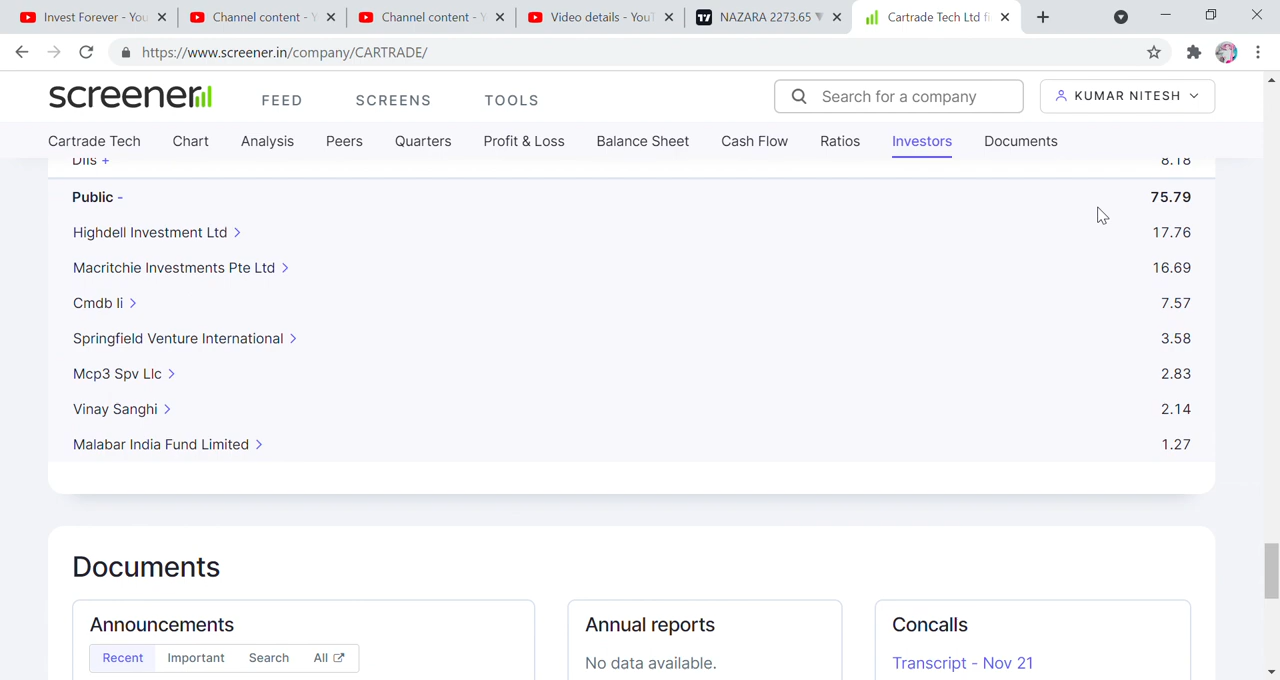 Invest Forever - You
Channel content - Y
Channel content - Y
Video details - YouT
NAZARA 2273.65 ▼
Cartrade Tech Ltd fi
https://www.screener.in/company/CARTRADE/
screener
FEED
SCREENS
TOOLS
Search for a company
KUMAR NITESH
Cartrade Tech
Chart
Analysis
Peers
Quarters
Profit & Loss
Balance Sheet
Cash Flow
Ratios
Investors
Documents
DIIs + 8.18
Public - 75.79
Highdell Investment Ltd > 17.76
Macritchie Investments Pte Ltd > 16.69
Cmdb Ii > 7.57
Springfield Venture International > 3.58
Mcp3 Spv Llc > 2.83
Vinay Sanghi > 2.14
Malabar India Fund Limited > 1.27
Documents
Announcements
Recent
Important
Search
All
Annual reports
No data available.
Concalls
Transcript - Nov 21